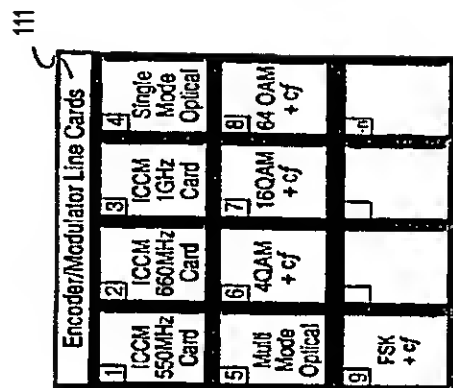 111
Encoder/Modulator Line Cards
1
ICCM
550MHz
Card
2
ICCM
660MHz
Card
3
ICCM
1GHz
Card
4
Single
Mode
Optical
5
Multi
Mode
Optical
6
4QAM
+ cf
7
16QAM
+ cf
8
64 OAM
+ cf
9
FSK
+ cf